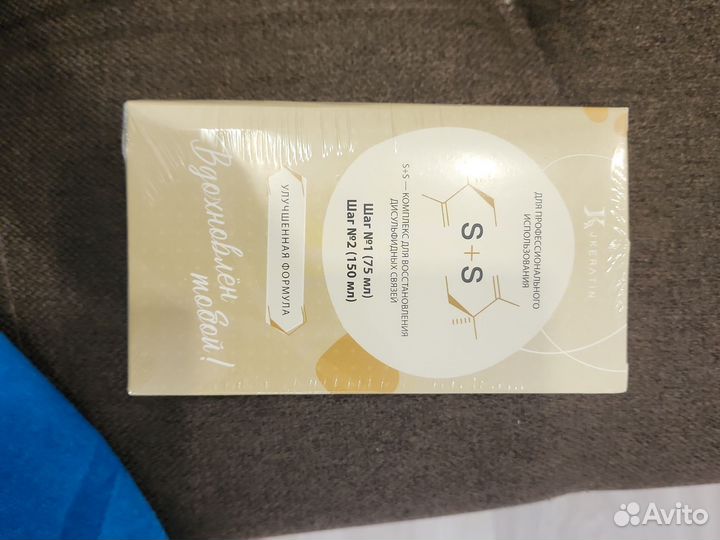 JKERATIN
ДЛЯ ПРОФЕССИОНАЛЬНОГО
ИСПОЛЬЗОВАНИЯ
S+S
S+S — КОМПЛЕКС ДЛЯ ВОССТАНОВЛЕНИЯ
ДИСУЛЬФИДНЫХ СВЯЗЕЙ
Шаг №1 (75 мл)
Шаг №2 (150 мл)
УЛУЧШЕННАЯ ФОРМУЛА
Вдохновлён
тобой!
Avito